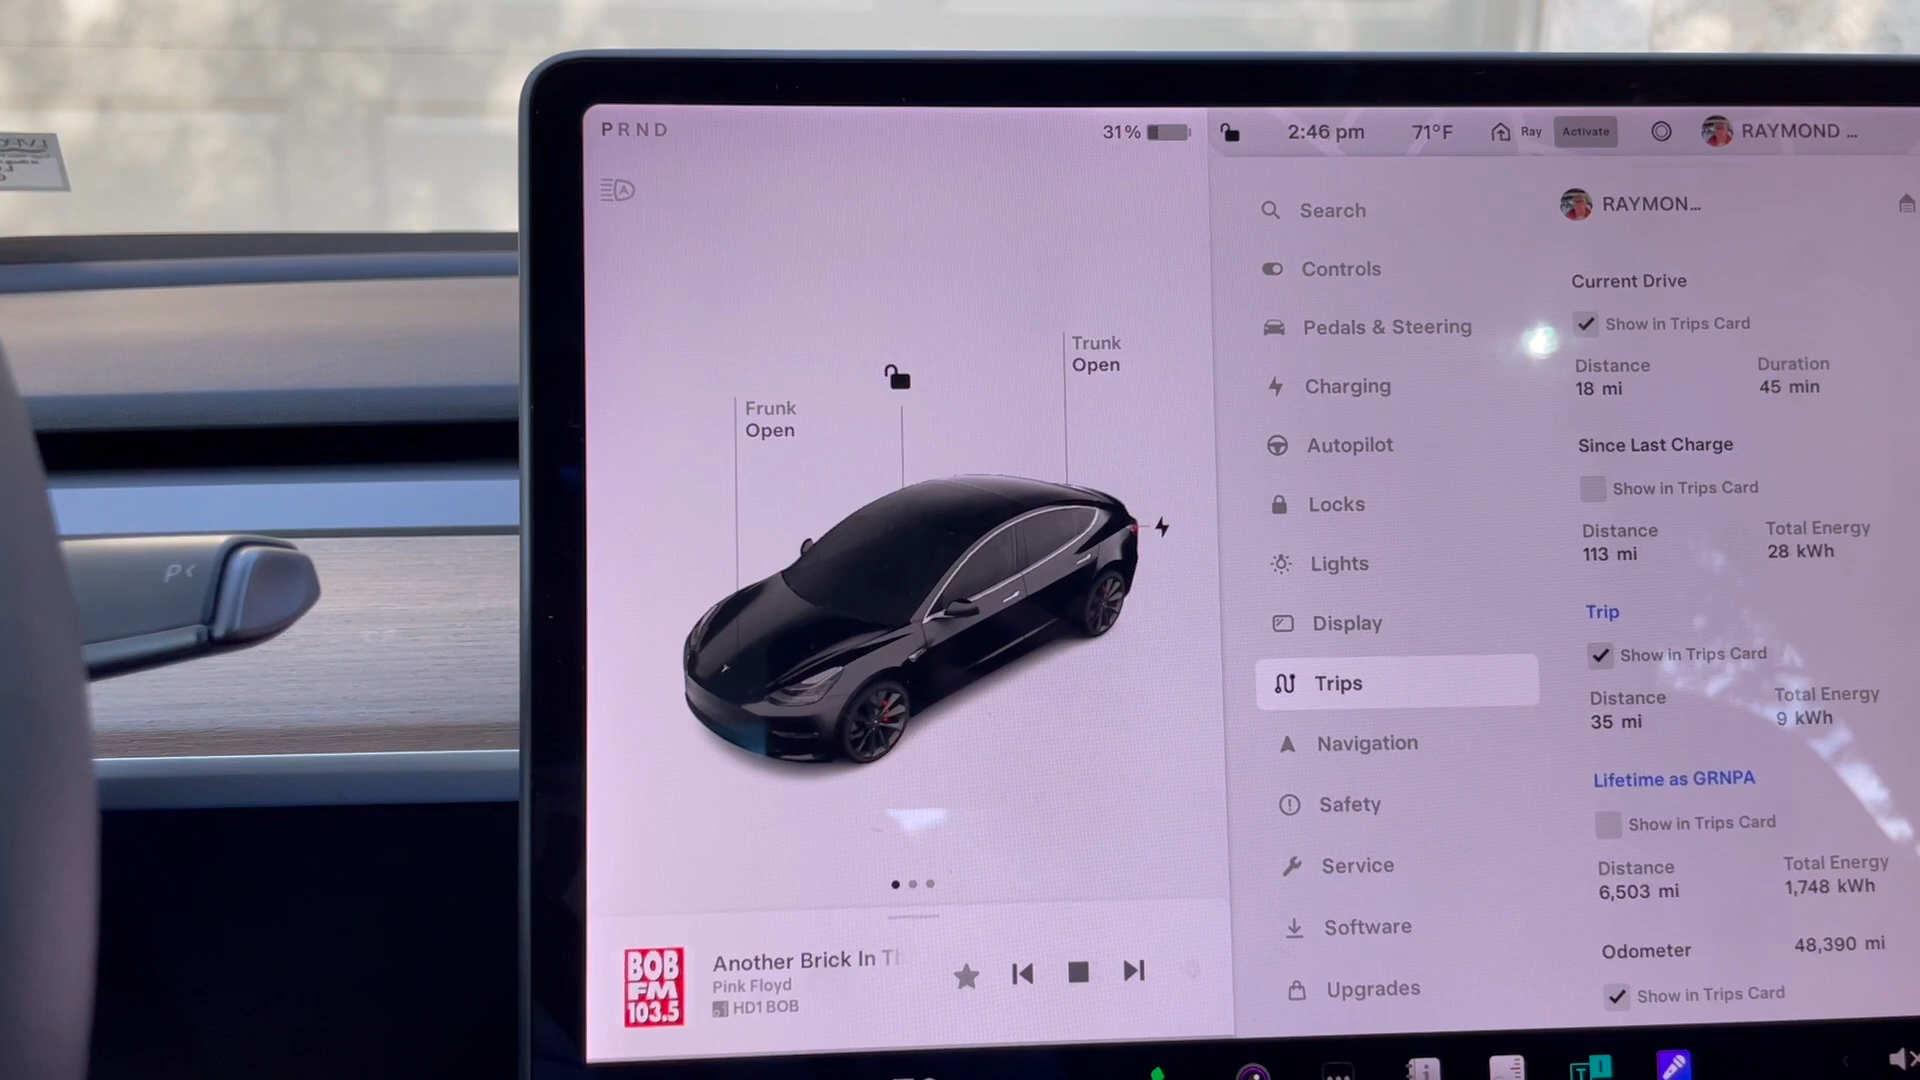 PRND
31%
2:46 pm
71°F
Ray
Activate
RAYMOND ...
Frunk
Open
Trunk
Open
P<
BOB
FM
103.5
Another Brick In Th
Pink Floyd
HD1 BOB
Search
Controls
Pedals & Steering
Charging
Autopilot
Locks
Lights
Display
Trips
Navigation
Safety
Service
Software
Upgrades
RAYMON...
Current Drive
Show in Trips Card
Distance
18 mi
Duration
45 min
Since Last Charge
Show in Trips Card
Distance
113 mi
Total Energy
28 kWh
Trip
Show in Trips Card
Distance
35 mi
Total Energy
9 kWh
Lifetime as GRNPA
Show in Trips Card
Distance
6,503 mi
Total Energy
1,748 kWh
Odometer
48,390 mi
Show in Trips Card